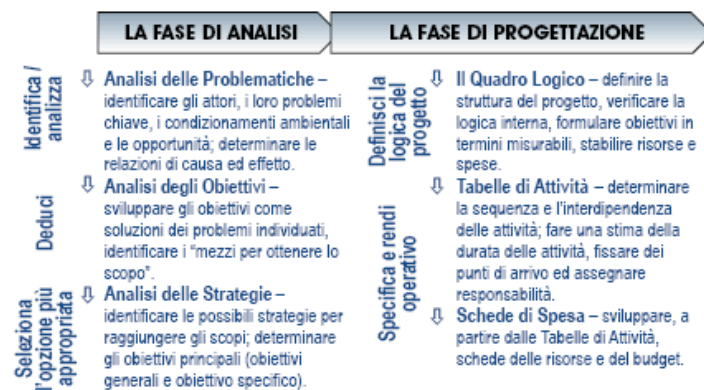 LA FASE DI ANALISI
Identifica /
analizza
Analisi delle Problematiche –
identificare gli attori, i loro problemi
chiave, i condizionamenti ambientali
e le opportunità; determinare le
relazioni di causa ed effetto.
Deduci
Analisi degli Obiettivi –
sviluppare gli obiettivi come
soluzioni dei problemi individuati,
identificare i “mezzi per ottenere lo
scopo”.
Seleziona
l'opzione più
appropriata
Analisi delle Strategie –
identificare le possibili strategie per
raggiungere gli scopi; determinare
gli obiettivi principali (obiettivi
generali e obiettivo specifico).
LA FASE DI PROGETTAZIONE
Definisci la
logica del
progetto
Il Quadro Logico – definire la
struttura del progetto, verificare la
logica interna, formulare obiettivi in
termini misurabili, stabilire risorse e
spese.
Specifica e rendi
operativo
Tabelle di Attività – determinare
la sequenza e l'interdipendenza
delle attività; fare una stima della
durata delle attività, fissare dei
punti di arrivo ed assegnare
responsabilità.
Schede di Spesa – sviluppare, a
partire dalle Tabelle di Attività,
schede delle risorse e del budget.